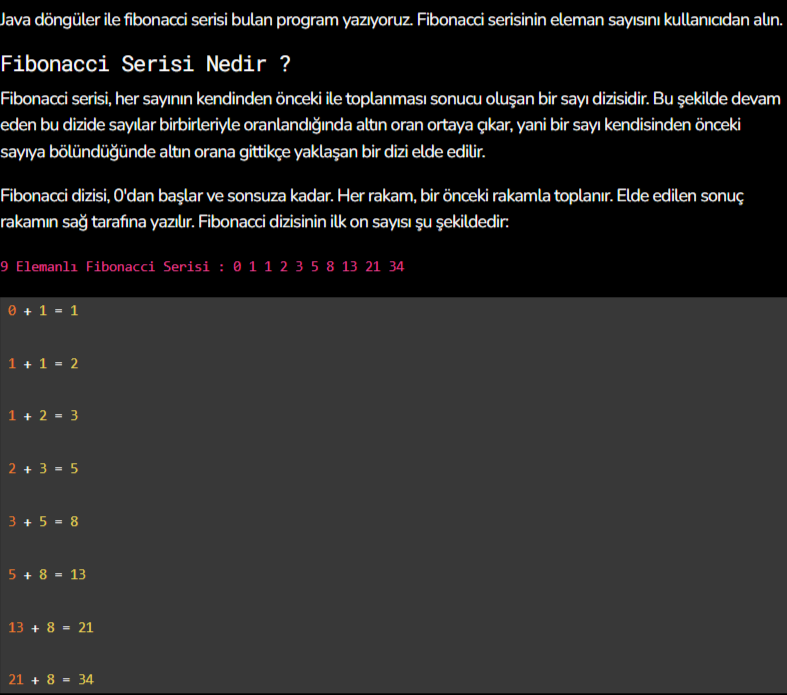 Java döngüler ile fibonacci serisi bulan program yazıyoruz. Fibonacci serisinin eleman sayısını kullanıcıdan alın.
Fibonacci Serisi Nedir ?
Fibonacci serisi, her sayının kendinden önceki ile toplanması sonucu oluşan bir sayı dizisidir. Bu şekilde devam
eden bu dizide sayılar birbirleriyle oranlandığında altın oran ortaya çıkar, yani bir sayı kendisinden önceki
sayıya bölündüğünde altın orana gittikçe yaklaşan bir dizi elde edilir.
Fibonacci dizisi, 0'dan başlar ve sonsuza kadar. Her rakam, bir önceki rakamla toplanır. Elde edilen sonuç
rakamın sağ tarafına yazılır. Fibonacci dizisinin ilk on sayısı şu şekildedir:
9 Elemanlı Fibonacci Serisi : 0 1 1 2 3 5 8 13 21 34
0 + 1 = 1
1 + 1 = 2
1 + 2 = 3
2 + 3 = 5
3 + 5 = 8
5 + 8 = 13
13 + 8 = 21
21 + 8 = 34